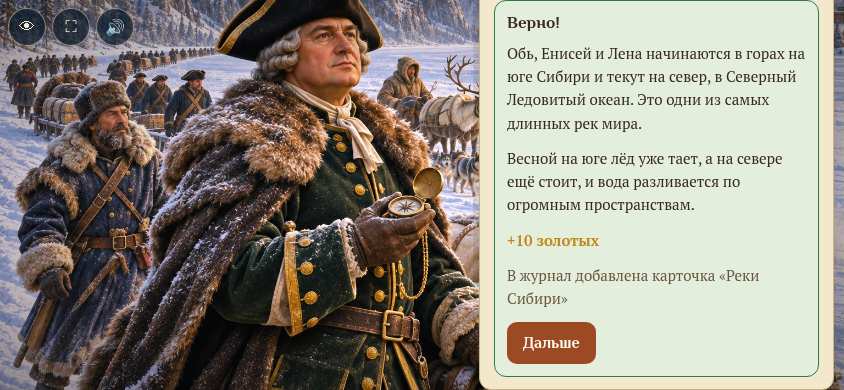 Верно!
Обь, Енисей и Лена начинаются в горах на
юге Сибири и текут на север, в Северный
Ледовитый океан. Это одни из самых
длинных рек мира.
Весной на юге лёд уже тает, а на севере
ещё стоит, и вода разливается по
огромным пространствам.
+10 золотых
В журнал добавлена карточка «Реки
Сибири»
Дальше